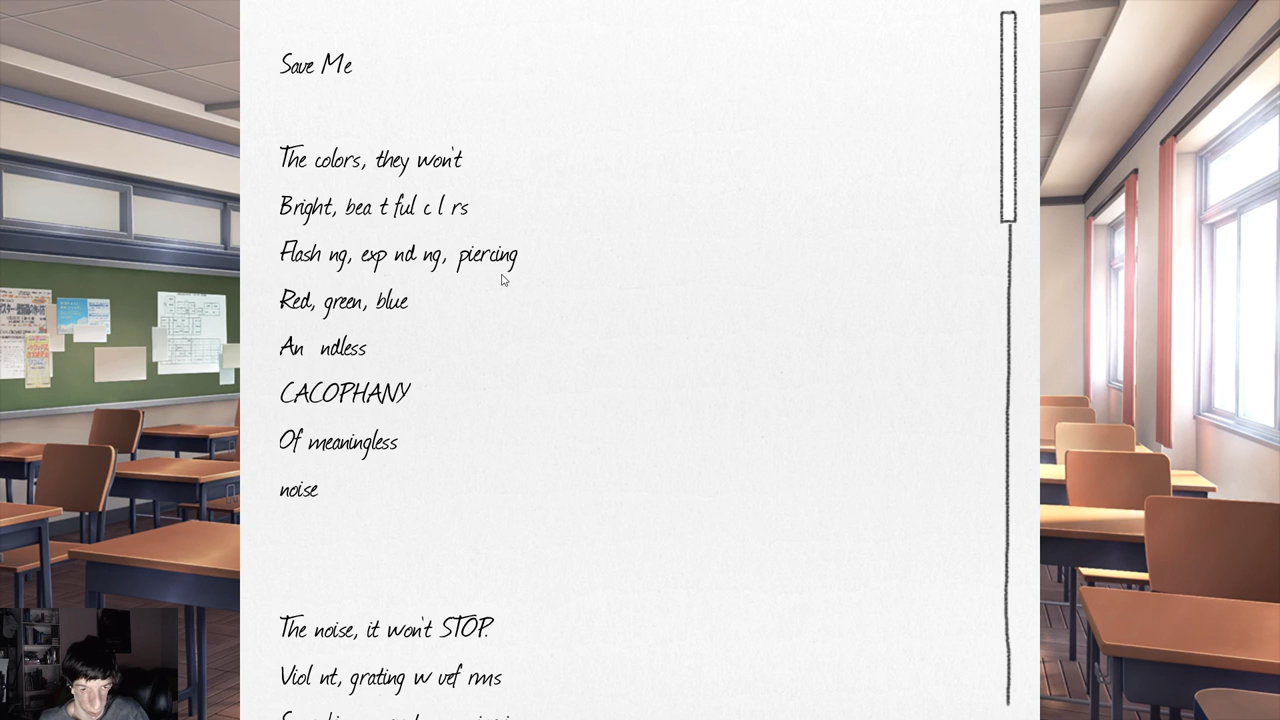 Save Me
The colors, they won't
Bright, bea t ful c l rs
Flash ng, exp nd ng, piercing
Red, green, blue
An   ndless
CACOPHANY
Of meaningless
noise
The noise, it won't STOP.
Viol nt, grating w vef rms